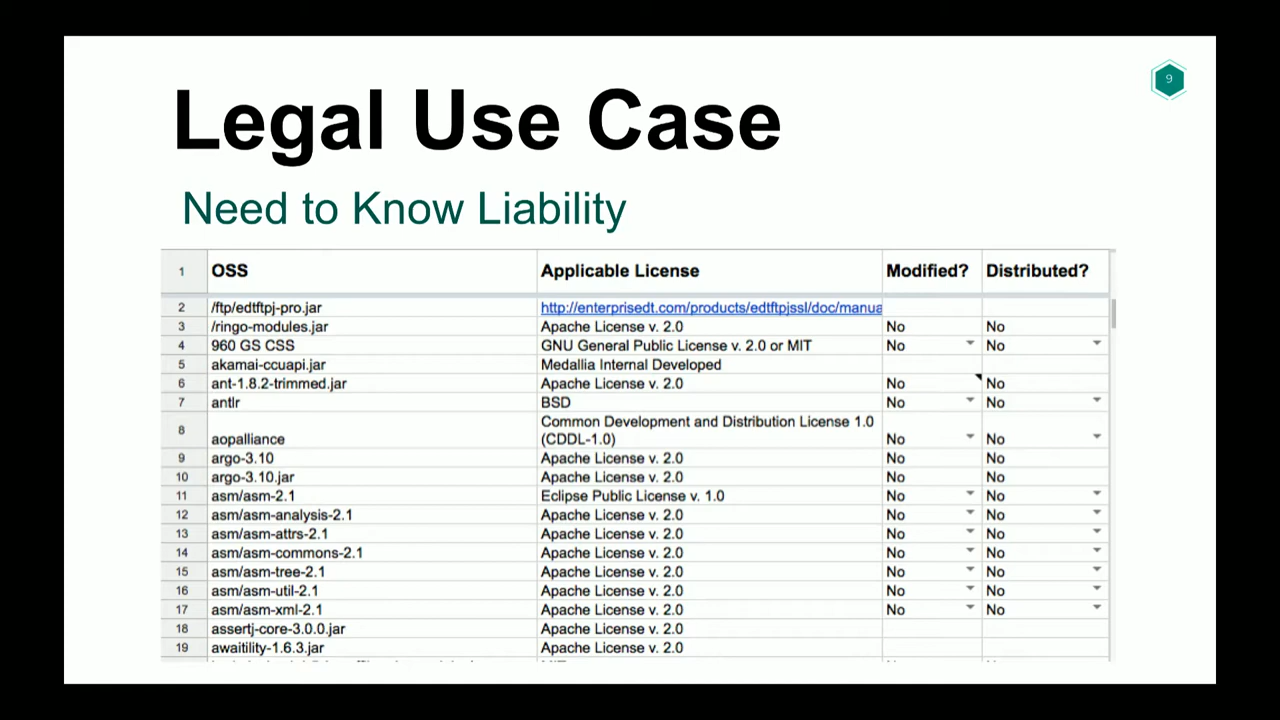 9
Legal Use Case
Need to Know Liability
1 OSS Applicable License Modified? Distributed?
2 /ftp/edtftpj-pro.jar http://enterprisedt.com/products/edtftpjssl/doc/manua
3 /ringo-modules.jar Apache License v. 2.0 No No
4 960 GS CSS GNU General Public License v. 2.0 or MIT No No
5 akamai-ccuapi.jar Medallia Internal Developed
6 ant-1.8.2-trimmed.jar Apache License v. 2.0 No No
7 antlr BSD No No
Common Development and Distribution License 1.0
8 aopalliance (CDDL-1.0) No No
9 argo-3.10 Apache License v. 2.0 No No
10 argo-3.10.jar Apache License v. 2.0 No No
11 asm/asm-2.1 Eclipse Public License v. 1.0 No No
12 asm/asm-analysis-2.1 Apache License v. 2.0 No No
13 asm/asm-attrs-2.1 Apache License v. 2.0 No No
14 asm/asm-commons-2.1 Apache License v. 2.0 No No
15 asm/asm-tree-2.1 Apache License v. 2.0 No No
16 asm/asm-util-2.1 Apache License v. 2.0 No No
17 asm/asm-xml-2.1 Apache License v. 2.0 No No
18 assertj-core-3.0.0.jar Apache License v. 2.0
19 awaitility-1.6.3.jar Apache License v. 2.0